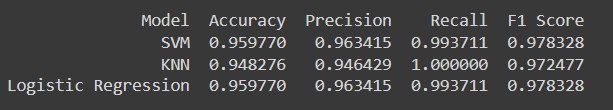 Model Accuracy Precision Recall F1 Score
SVM 0.959770 0.963415 0.993711 0.978328
KNN 0.948276 0.946429 1.000000 0.972477
Logistic Regression 0.959770 0.963415 0.993711 0.978328